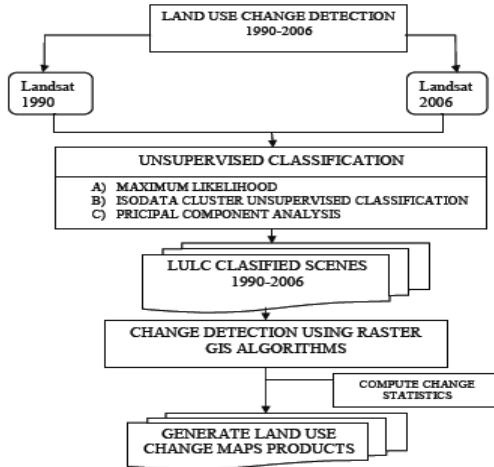 LAND USE CHANGE DETECTION
1990-2006
Landsat
1990
Landsat
2006
UNSUPERVISED CLASSIFICATION
A) MAXIMUM LIKELIHOOD
B) ISODATA CLUSTER UNSUPERVISED CLASSIFICATION
C) PRICIPAL COMPONENT ANALYSIS
LULC CLASIFIED SCENES
1990-2006
CHANGE DETECTION USING RASTER
GIS ALGORITHMS
COMPUTE CHANGE
STATISTICS
GENERATE LAND USE
CHANGE MAPS PRODUCTS